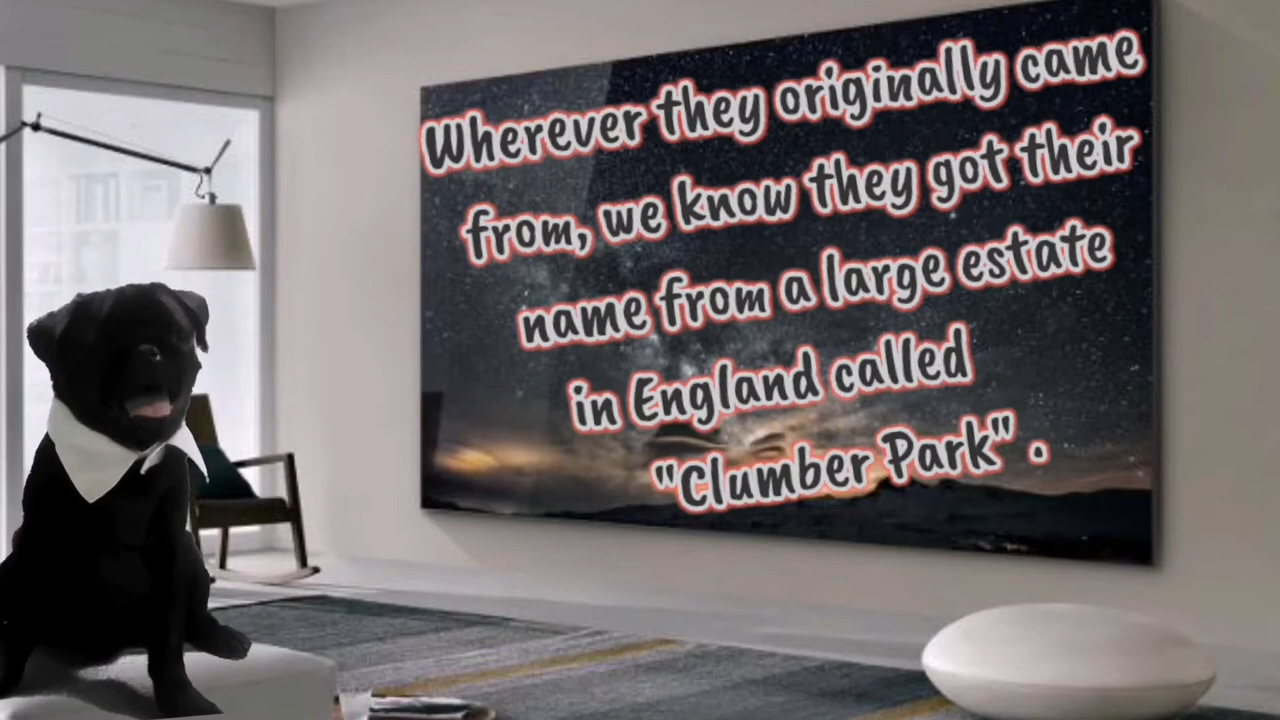 Wherever they originally came
from, we know they got their
name from a large estate
in England called
"Clumber Park" .